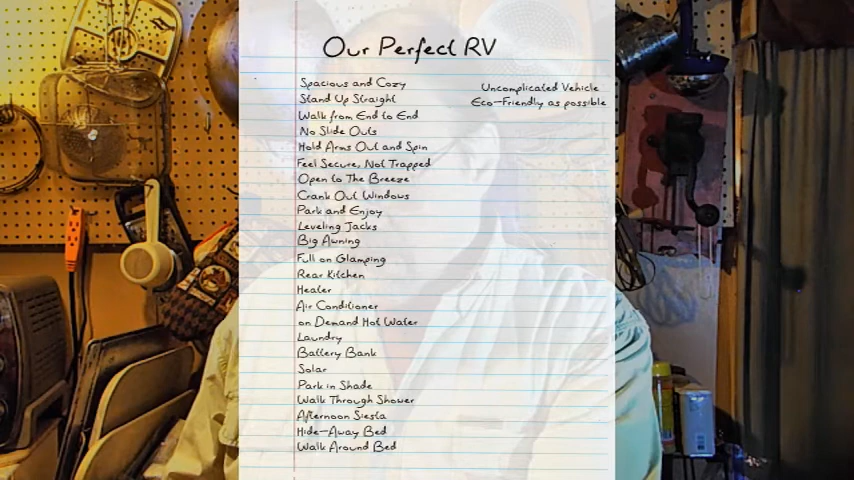 Our Perfect RV
Spacious and Cozy
Stand Up Straight
Walk from End to End
No Slide Outs
Hold Arms Out and Spin
Feel Secure, Not Trapped
Open to The Breeze
Crank Out Windows
Park and Enjoy
Leveling Jacks
Big Awning
Full on Glamping
Rear Kitchen
Heater
Air Conditioner
on Demand Hot Water
Laundry
Battery Bank
Solar
Park in Shade
Walk Through Shower
Afternoon Siesta
Hide-Away Bed
Walk Around Bed
Uncomplicated Vehicle
Eco-Friendly as possible